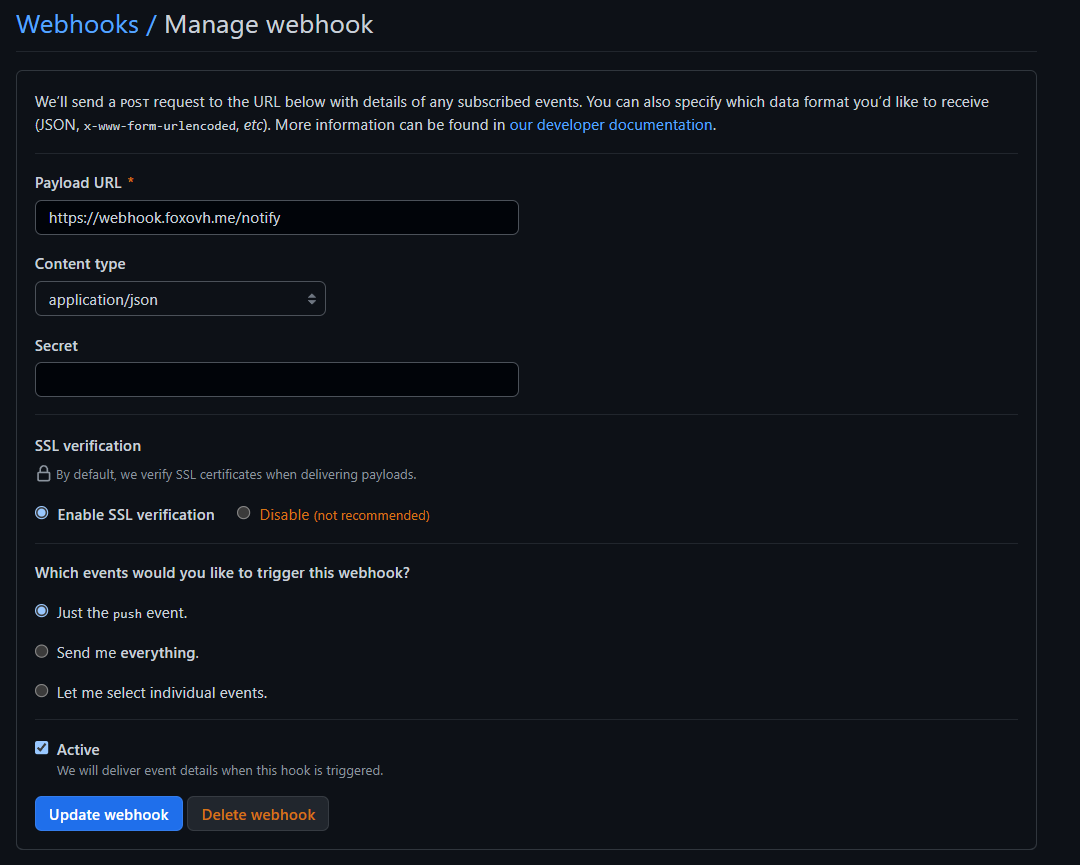 Webhooks / Manage webhook
We’ll send a POST request to the URL below with details of any subscribed events. You can also specify which data format you’d like to receive
(JSON, x-www-form-urlencoded, etc). More information can be found in our developer documentation.
Payload URL *
https://webhook.foxovh.me/notify
Content type
application/json
Secret
SSL verification
By default, we verify SSL certificates when delivering payloads.
Enable SSL verification Disable (not recommended)
Which events would you like to trigger this webhook?
Just the push event.
Send me everything.
Let me select individual events.
Active
We will deliver event details when this hook is triggered.
Update webhook Delete webhook